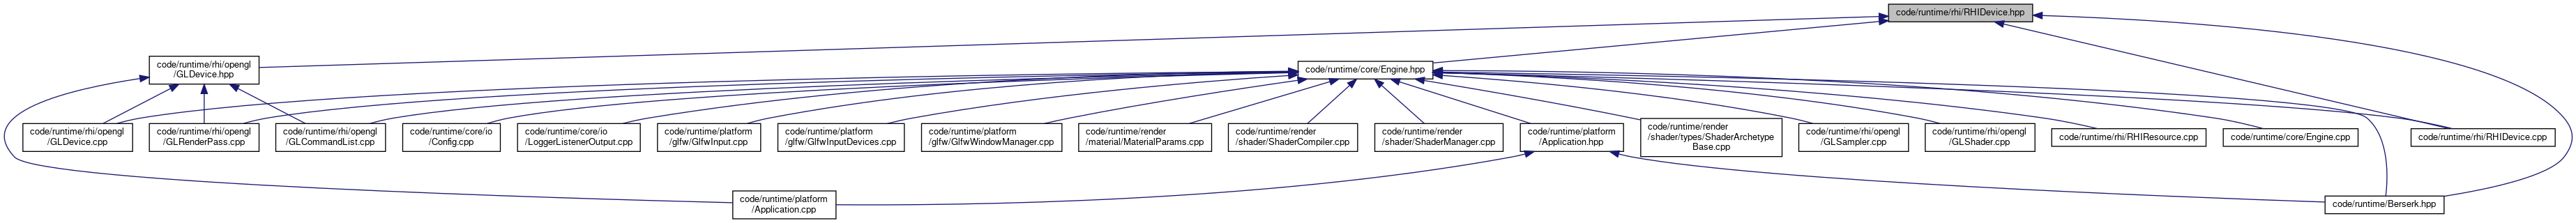 code/runtime/rhi/RHIDevice.hpp
code/runtime/rhi/opengl
/GLDevice.hpp
code/runtime/core/Engine.hpp
code/runtime/rhi/opengl
/GLDevice.cpp
code/runtime/rhi/opengl
/GLRenderPass.cpp
code/runtime/rhi/opengl
/GLCommandList.cpp
code/runtime/core/io
/Config.cpp
code/runtime/core/io
/LoggerListenerOutput.cpp
code/runtime/platform
/glfw/GlfwInput.cpp
code/runtime/platform
/glfw/GlfwInputDevices.cpp
code/runtime/platform
/glfw/GlfwWindowManager.cpp
code/runtime/render
/material/MaterialParams.cpp
code/runtime/render
/shader/ShaderCompiler.cpp
code/runtime/render
/shader/ShaderManager.cpp
code/runtime/platform
/Application.hpp
code/runtime/render
/shader/types/ShaderArchetype
Base.cpp
code/runtime/rhi/opengl
/GLSampler.cpp
code/runtime/rhi/opengl
/GLShader.cpp
code/runtime/rhi/RHIResource.cpp
code/runtime/core/Engine.cpp
code/runtime/rhi/RHIDevice.cpp
code/runtime/platform
/Application.cpp
code/runtime/Berserk.hpp